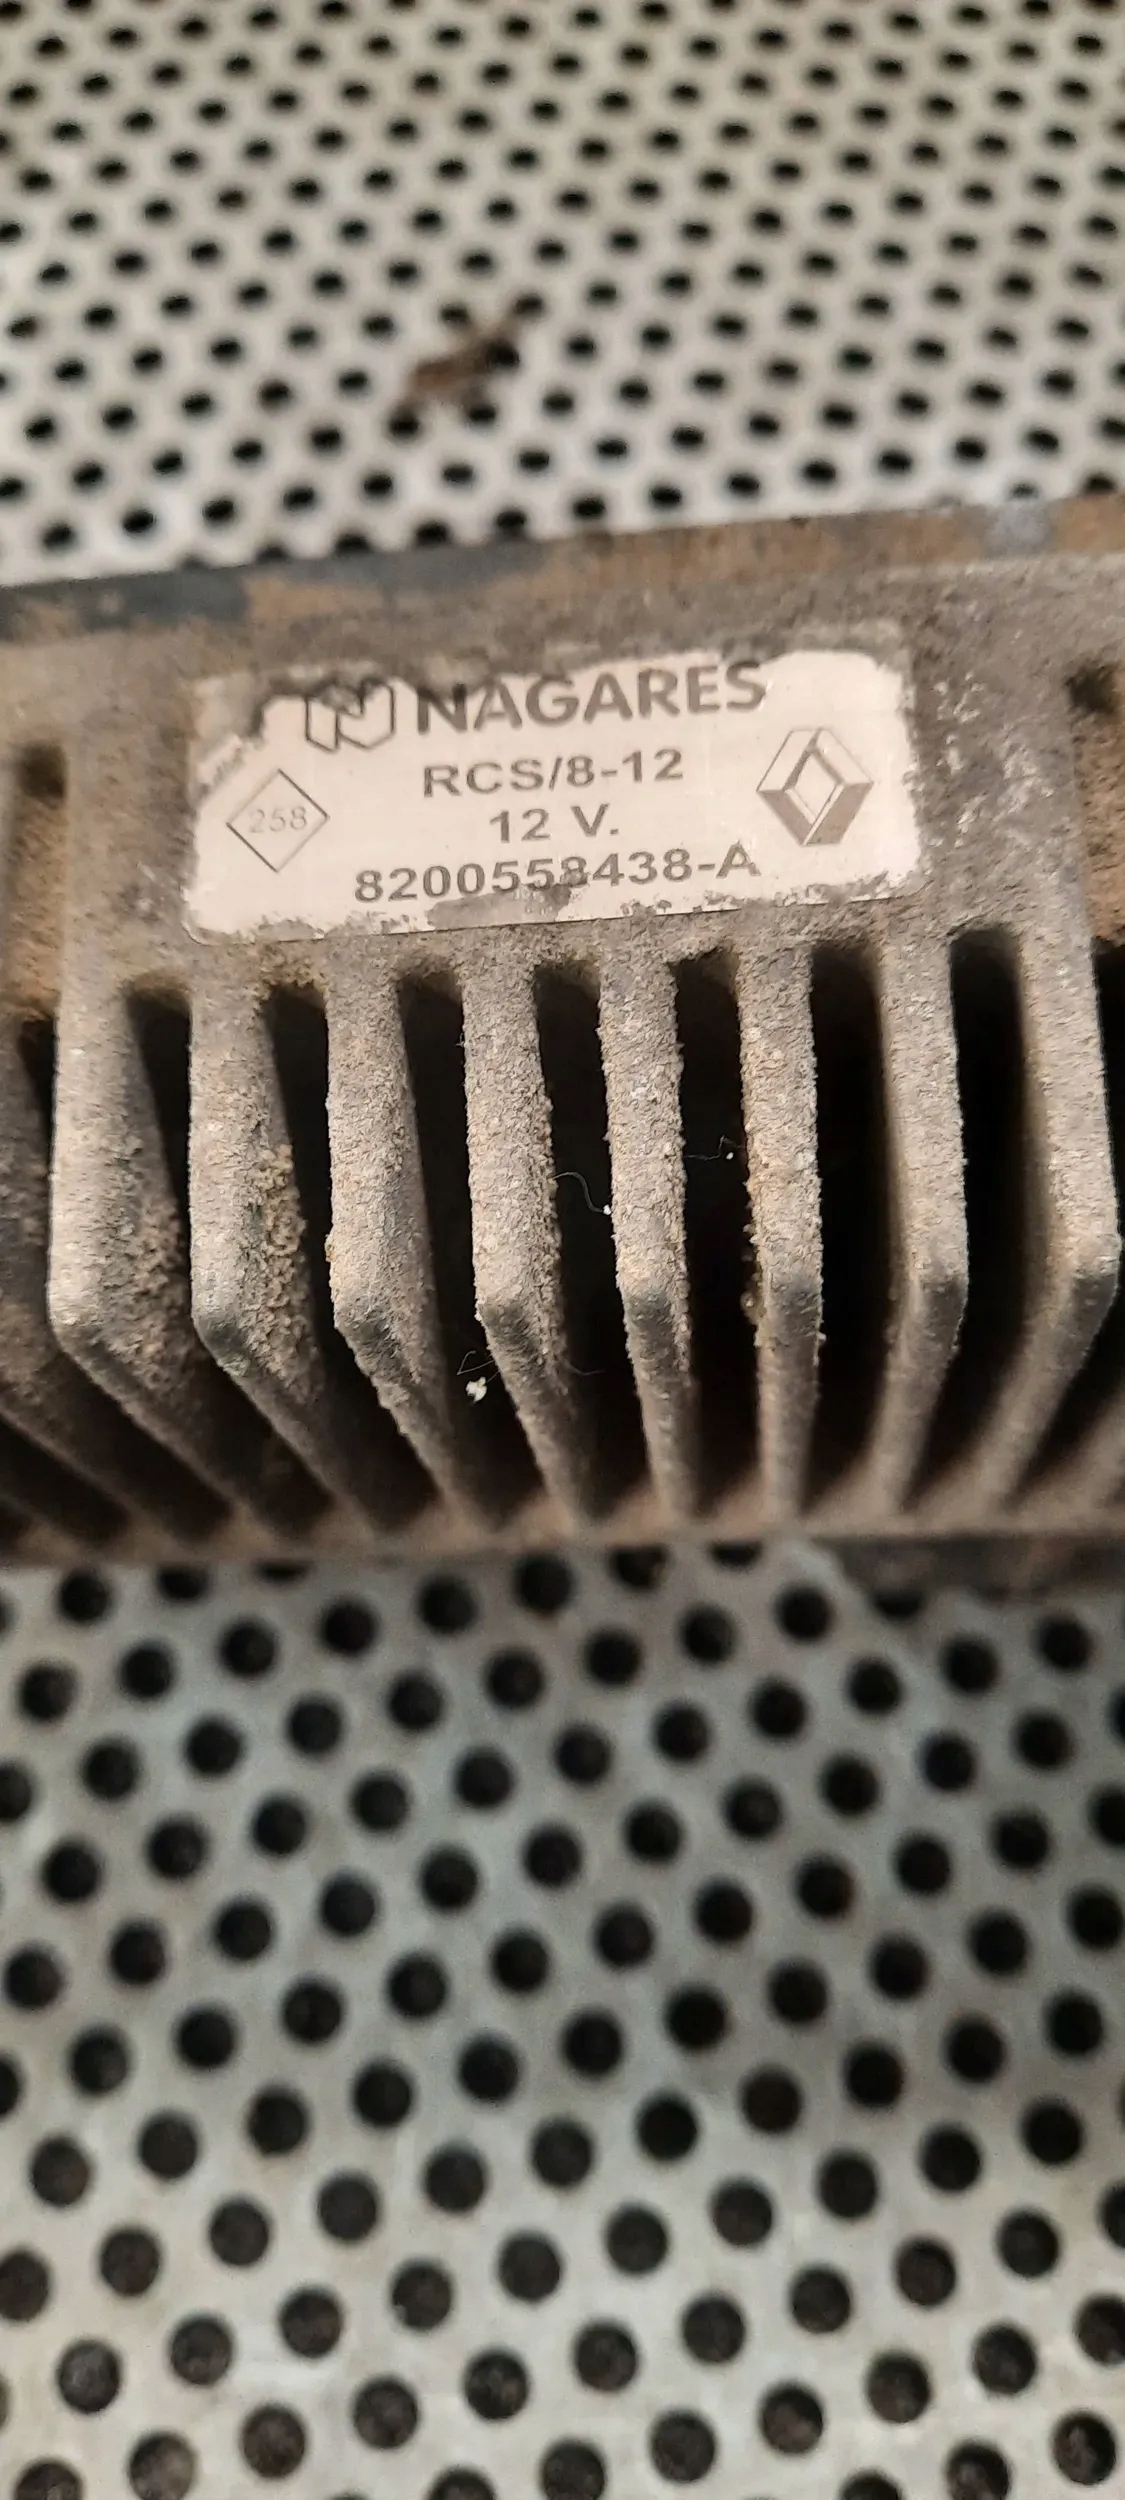 NAGARES
RCS/8-12
258
12 V.
8200558438-A